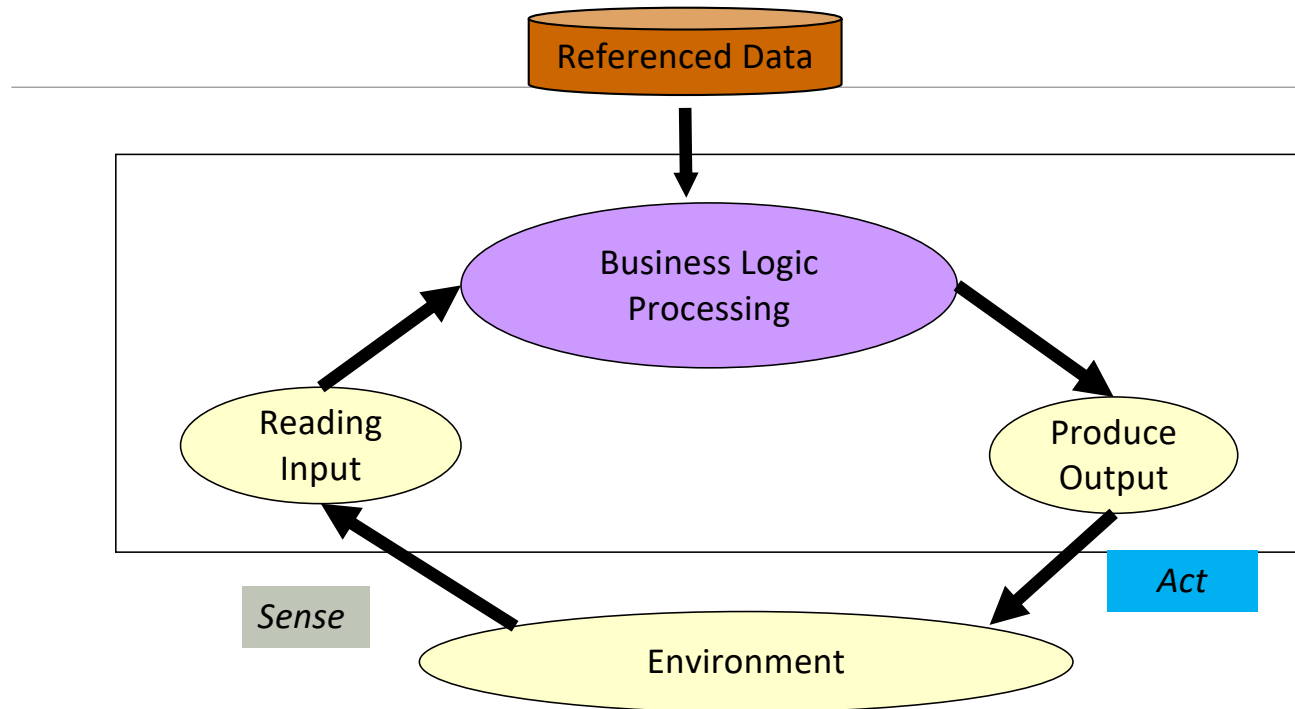 Referenced Data
Business Logic
Processing
Reading
Input
Produce
Output
Sense
Act
Environment